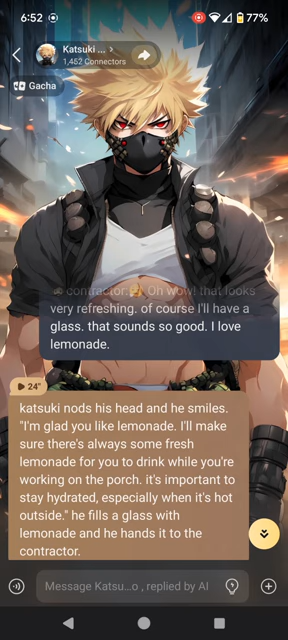 6:52
77%
Katsuki ... >
1,452 Connectors
Gacha
contractor: Oh wow! that looks
very refreshing. of course I'll have a
glass. that sounds so good. I love
lemonade.
24"
katsuki nods his head and he smiles.
"I'm glad you like lemonade. I'll make
sure there's always some fresh
lemonade for you to drink while you're
working on the porch. it's important to
stay hydrated, especially when it's hot
outside." he fills a glass with
lemonade and he hands it to the
contractor.
Message Katsu...o , replied by AI